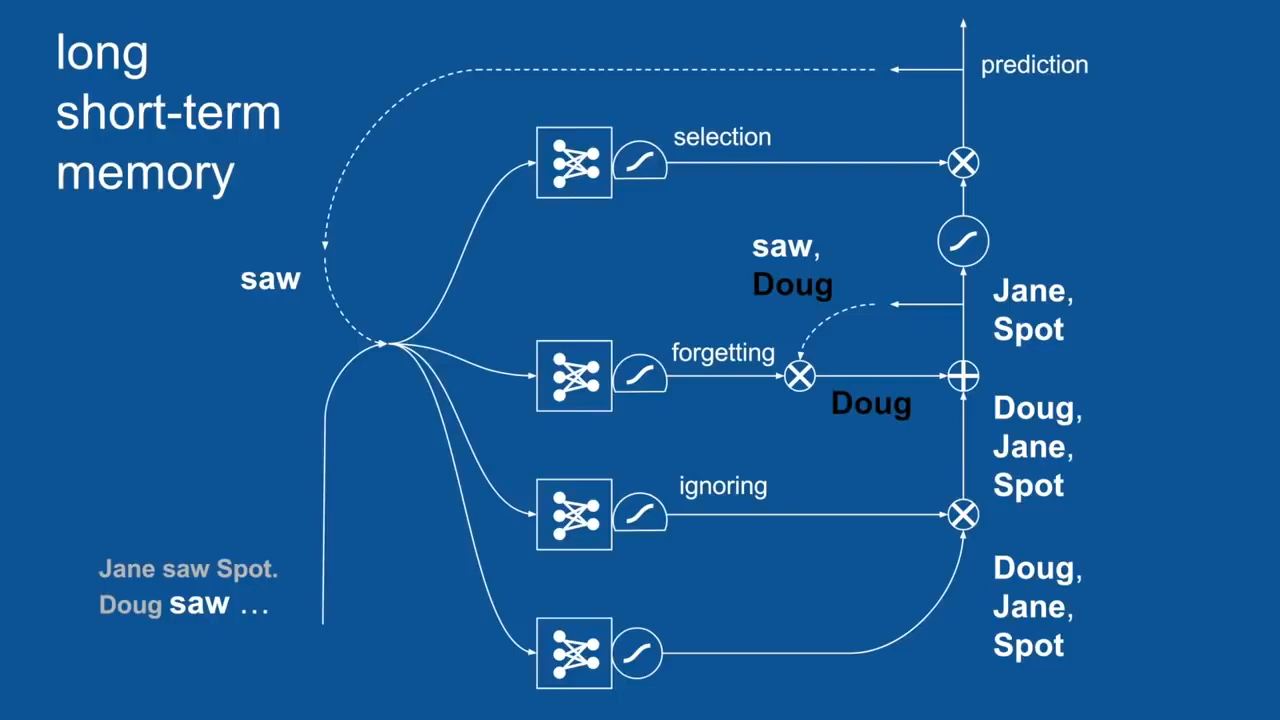 long
short-term
memory
prediction
selection
saw,
Doug
saw
Jane,
Spot
forgetting
Doug
Doug,
Jane,
Spot
ignoring
Jane saw Spot.
Doug saw ...
Doug,
Jane,
Spot